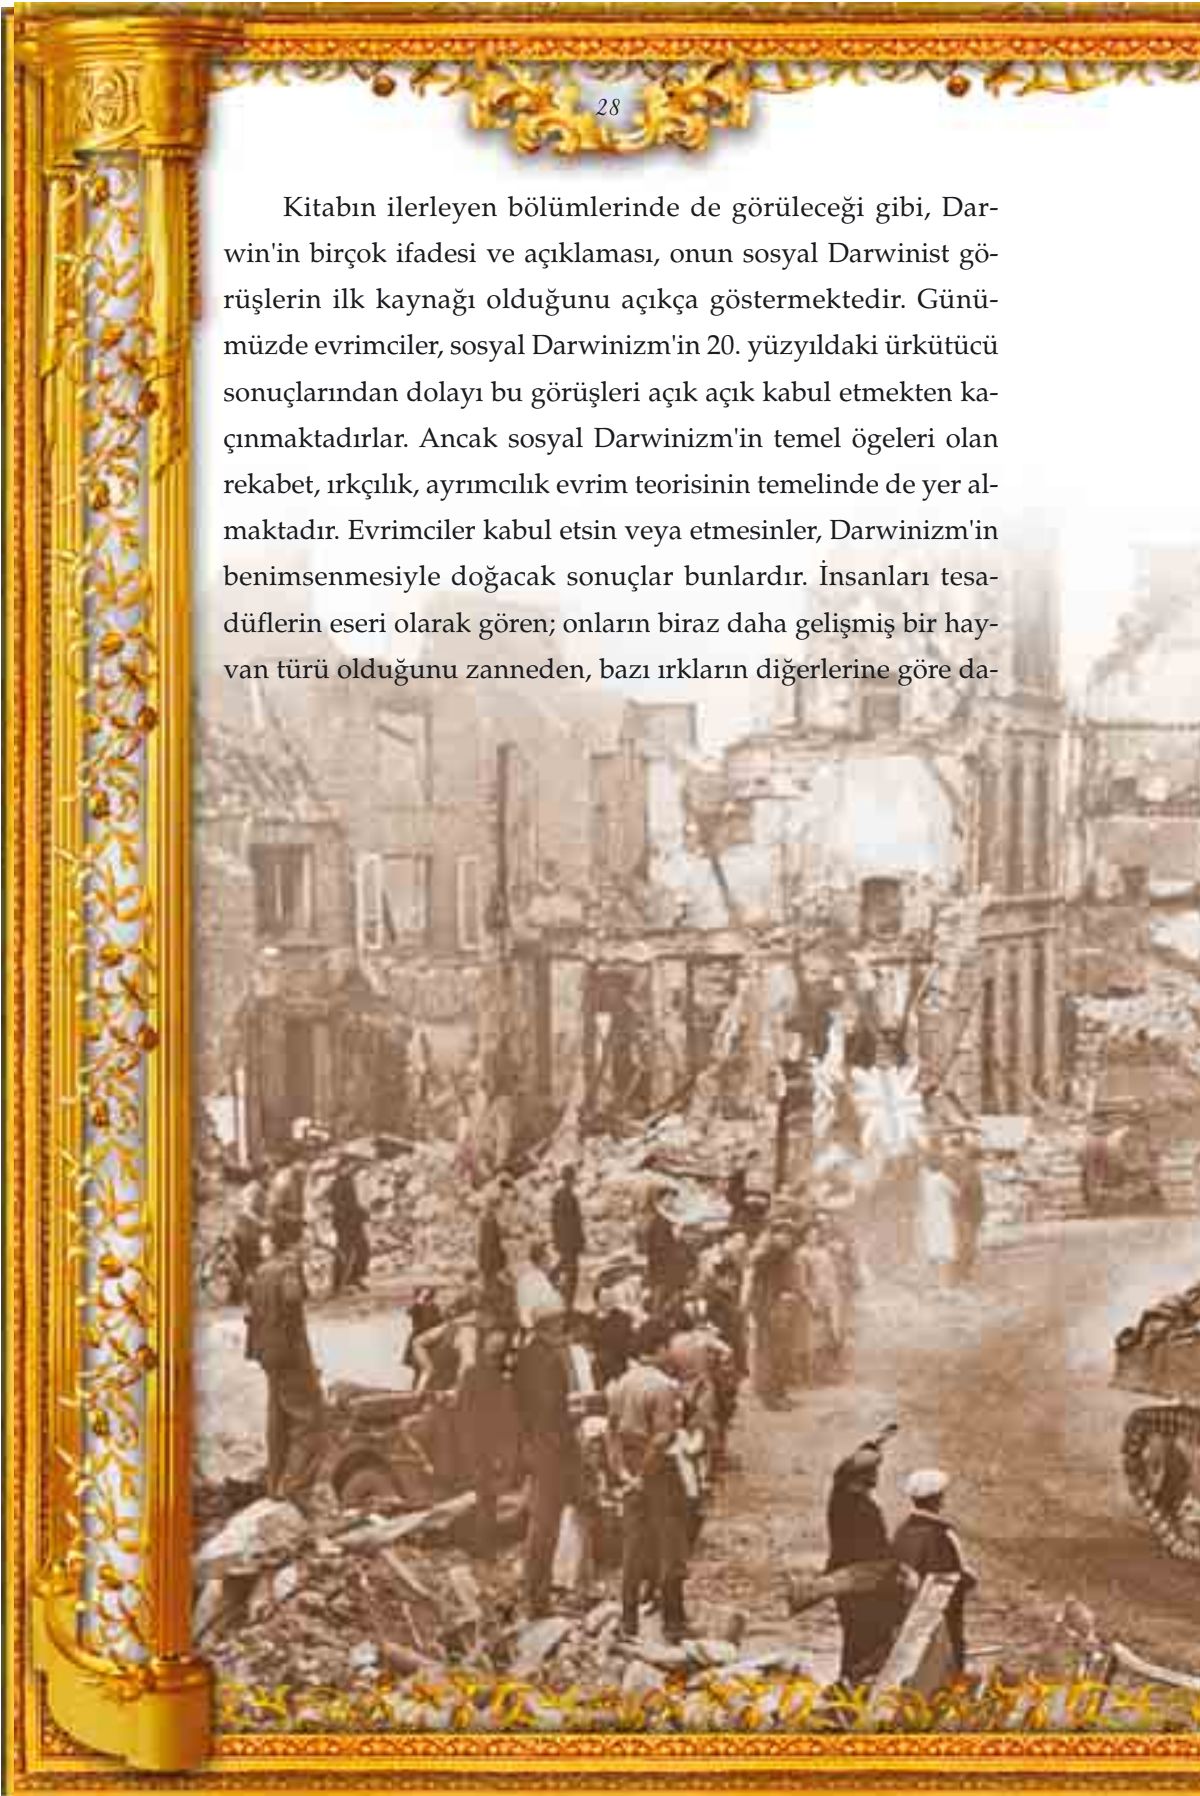 28
Kitabın ilerleyen bölümlerinde de görüleceği gibi, Dar-
win'in birçok ifadesi ve açıklaması, onun sosyal Darwinist gö-
rüşlerin ilk kaynağı olduğunu açıkça göstermektedir. Günü-
müzde evrimciler, sosyal Darwinizm'in 20. yüzyıldaki ürkütücü
sonuçlarından dolayı bu görüşleri açık açık kabul etmekten ka-
çınmaktadırlar. Ancak sosyal Darwinizm'in temel ögeleri olan
rekabet, ırkçılık, ayrımcılık evrim teorisinin temelinde de yer al-
maktadır. Evrimciler kabul etsin veya etmesinler, Darwinizm'in
benimsenmesiyle doğacak sonuçlar bunlardır. İnsanları tesa-
düflerin eseri olarak gören; onların biraz daha gelişmiş bir hay-
van türü olduğunu zanneden, bazı ırkların diğerlerine göre da-